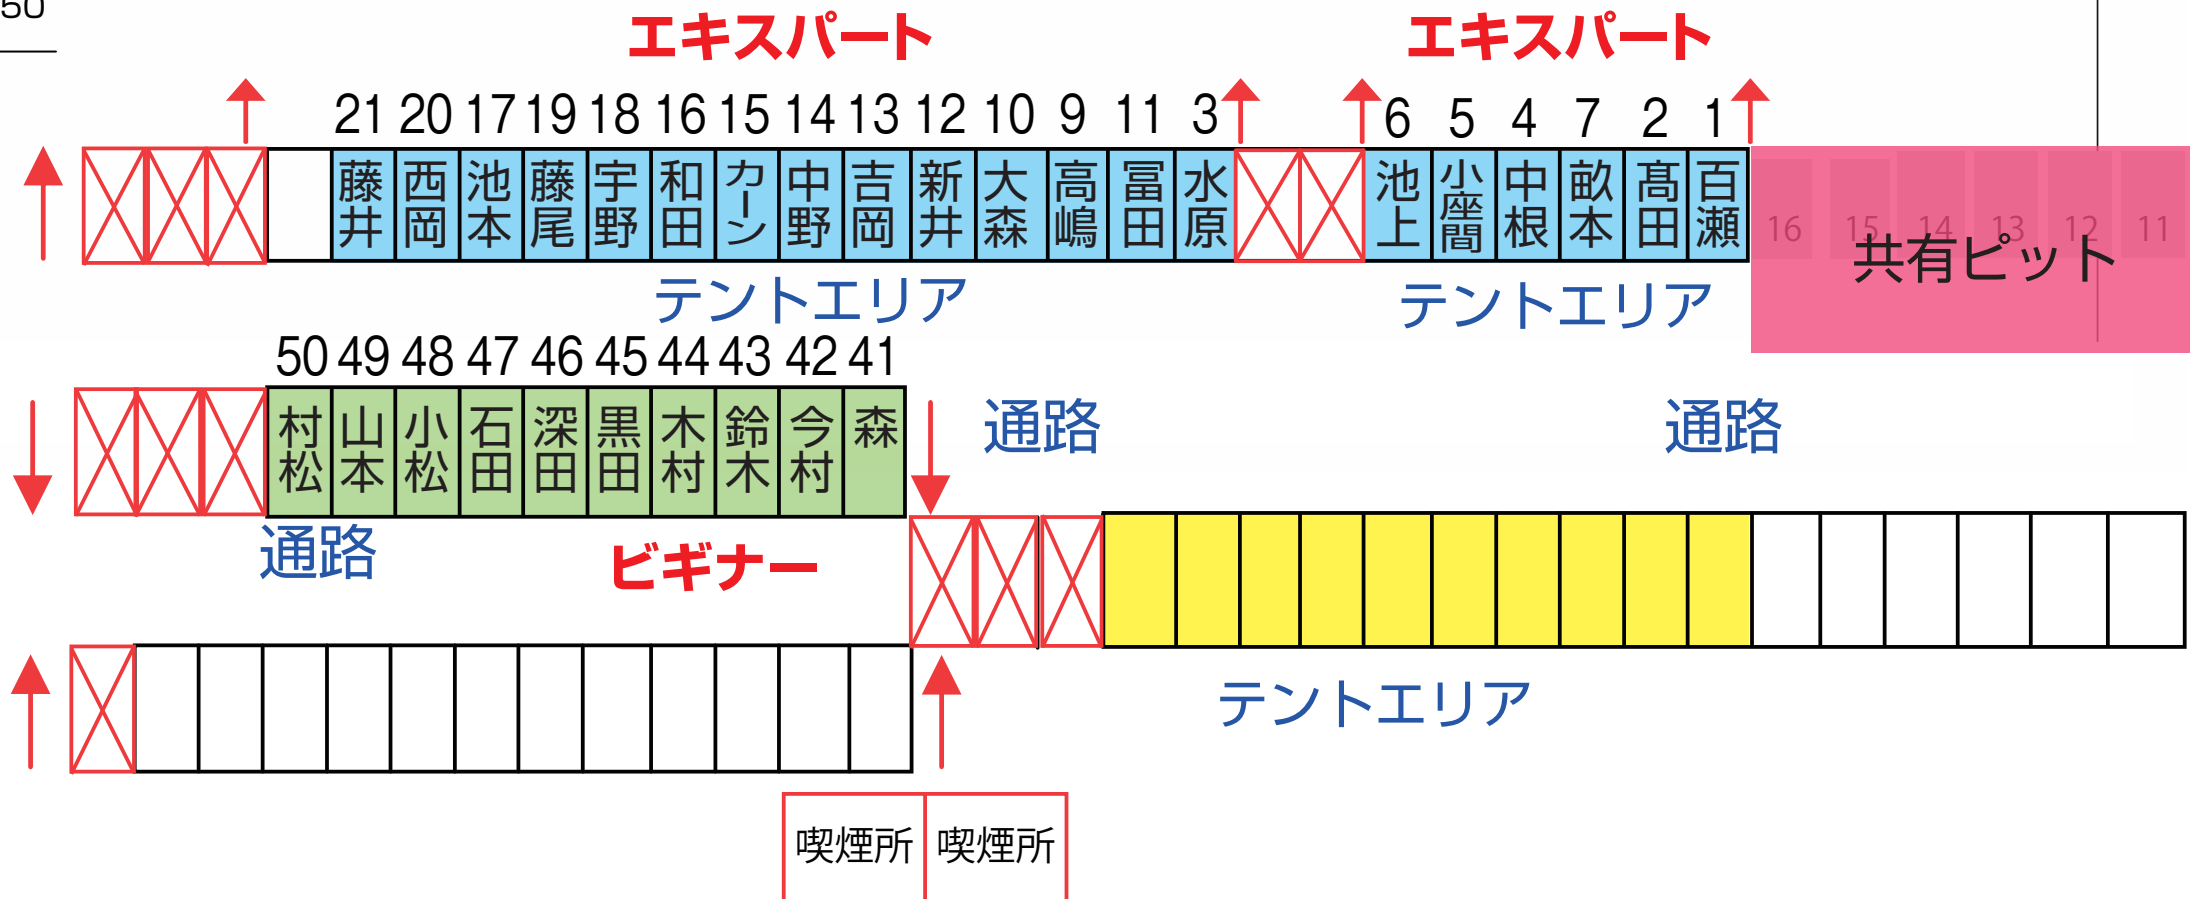 50
エキスパート エキスパート
21 20 17 19 18 16 15 14 13 12 10 9 11 3 6 5 4 7 2 1
藤井 西岡 池本 藤尾 宇野 和田 カーン 中野 吉岡 新井 大森 高嶋 冨田 水原 池上 小座間 中根 畝本 髙田 百瀬
16 15 14 13 12 11
共有ピット
テントエリア テントエリア
50 49 48 47 46 45 44 43 42 41
村松 山本 小松 石田 深田 黒田 木村 鈴木 今村 森
通路 通路
通路
ビギナー
テントエリア
喫煙所 喫煙所